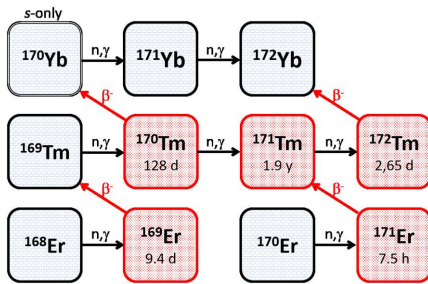 s-only
170Yb n,γ 171Yb n,γ 172Yb
β- β-
169Tm n,γ 170Tm n,γ 171Tm n,γ 172Tm
128 d 1.9 y 2,65 d
β- β-
168Er n,γ 169Er 170Er n,γ 171Er
9.4 d 7.5 h